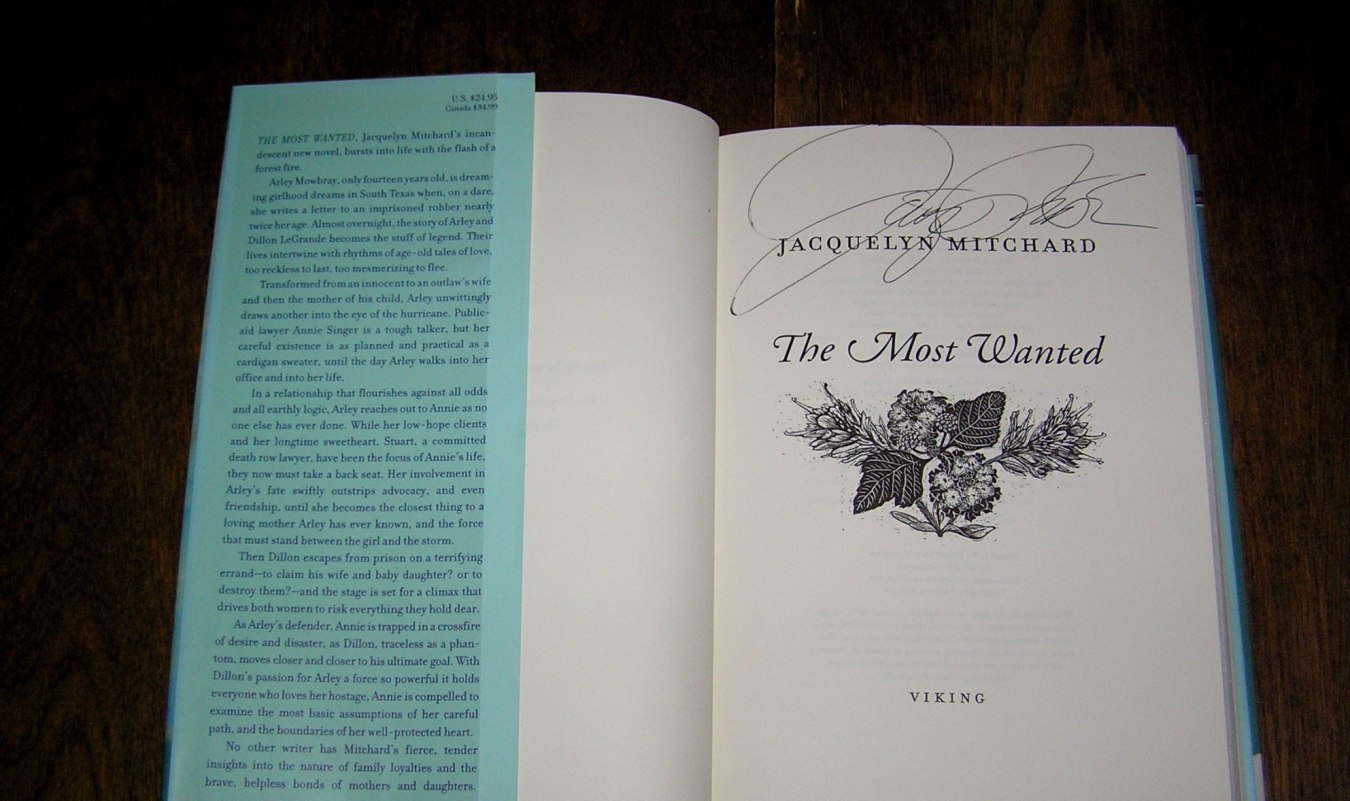 U.S. $24.95
Canada $34.99
THE MOST WANTED, Jacquelyn Mitchard's incan-
descent new novel, bursts into life with the flash of a
forest fire.
Arley Mowbray, only fourteen years old, is dream-
ing girlhood dreams in South Texas when, on a dare,
she writes a letter to an imprisoned robber nearly
twice her age. Almost overnight, the story of Arley and
Dillon LeGrande becomes the stuff of legend. Their
lives intertwine with rhythms of age-old tales of love,
too reckless to last, too mesmerizing to flee.
Transformed from an innocent to an outlaw's wife
and then the mother of his child, Arley unwittingly
draws another into the eye of the hurricane. Public-
aid lawyer Annie Singer is a tough talker, but her
careful existence is as planned and practical as a
cardigan sweater, until the day Arley walks into her
office and into her life.
In a relationship that flourishes against all odds
and all earthly logic, Arley reaches out to Annie as no
one else has ever done. While her low-hope clients
and her longtime sweetheart, Stuart, a committed
death row lawyer, have been the focus of Annie's life,
they now must take a back seat. Her involvement in
Arley's fate swiftly outstrips advocacy, and even
friendship, until she becomes the closest thing to a
loving mother Arley has ever known, and the force
that must stand between the girl and the storm.
Then Dillon escapes from prison on a terrifying
errand—to claim his wife and baby daughter? or to
destroy them?—and the stage is set for a climax that
drives both women to risk everything they hold dear.
As Arley's defender, Annie is trapped in a crossfire
of desire and disaster, as Dillon, traceless as a phan-
tom, moves closer and closer to his ultimate goal. With
Dillon's passion for Arley a force so powerful it holds
everyone who loves her hostage, Annie is compelled to
examine the most basic assumptions of her careful
path, and the boundaries of her well-protected heart.
No other writer has Mitchard's fierce, tender
insights into the nature of family loyalties and the
brave, helpless bonds of mothers and daughters.
JACQUELYN MITCHARD
The Most Wanted
VIKING